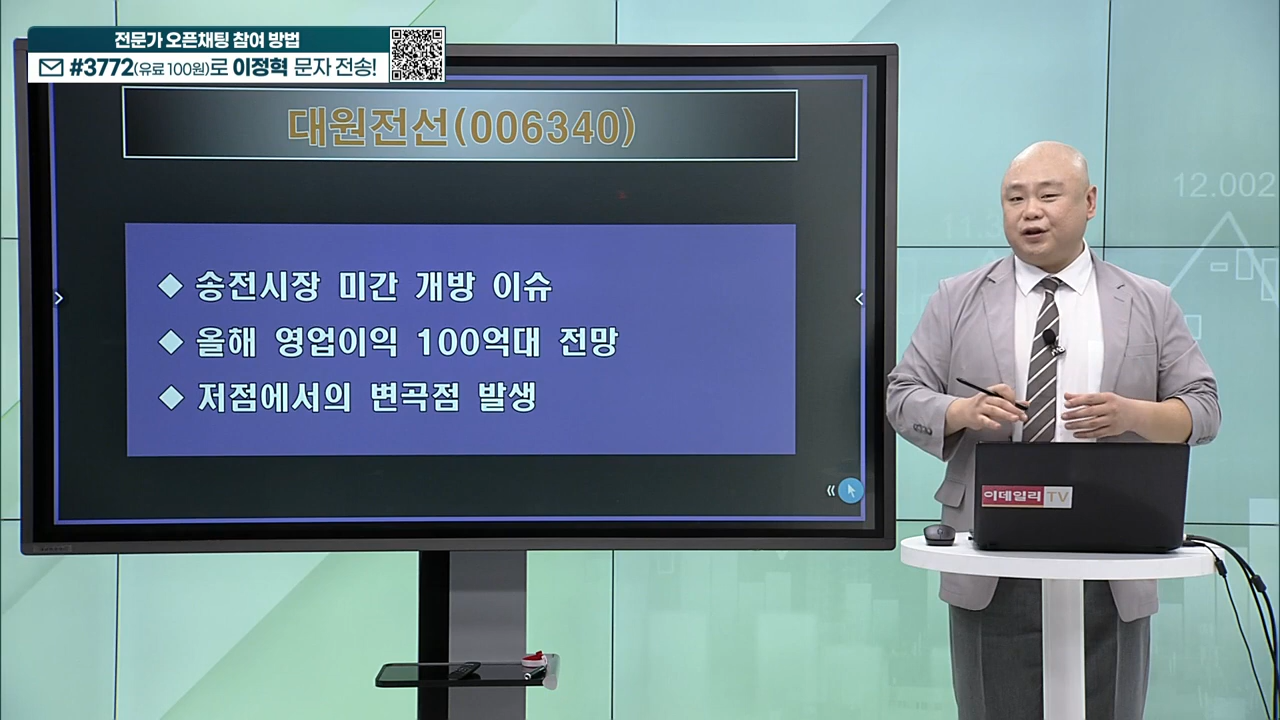 전문가 오픈채팅 참여 방법
#3772(유료 100원)로 이정혁 문자 전송!
대원전선(006340)
◆ 송전시장 미간 개방 이슈
◆ 올해 영업이익 100억대 전망
◆ 저점에서의 변곡점 발생
12.002
11.3
이데일리 TV